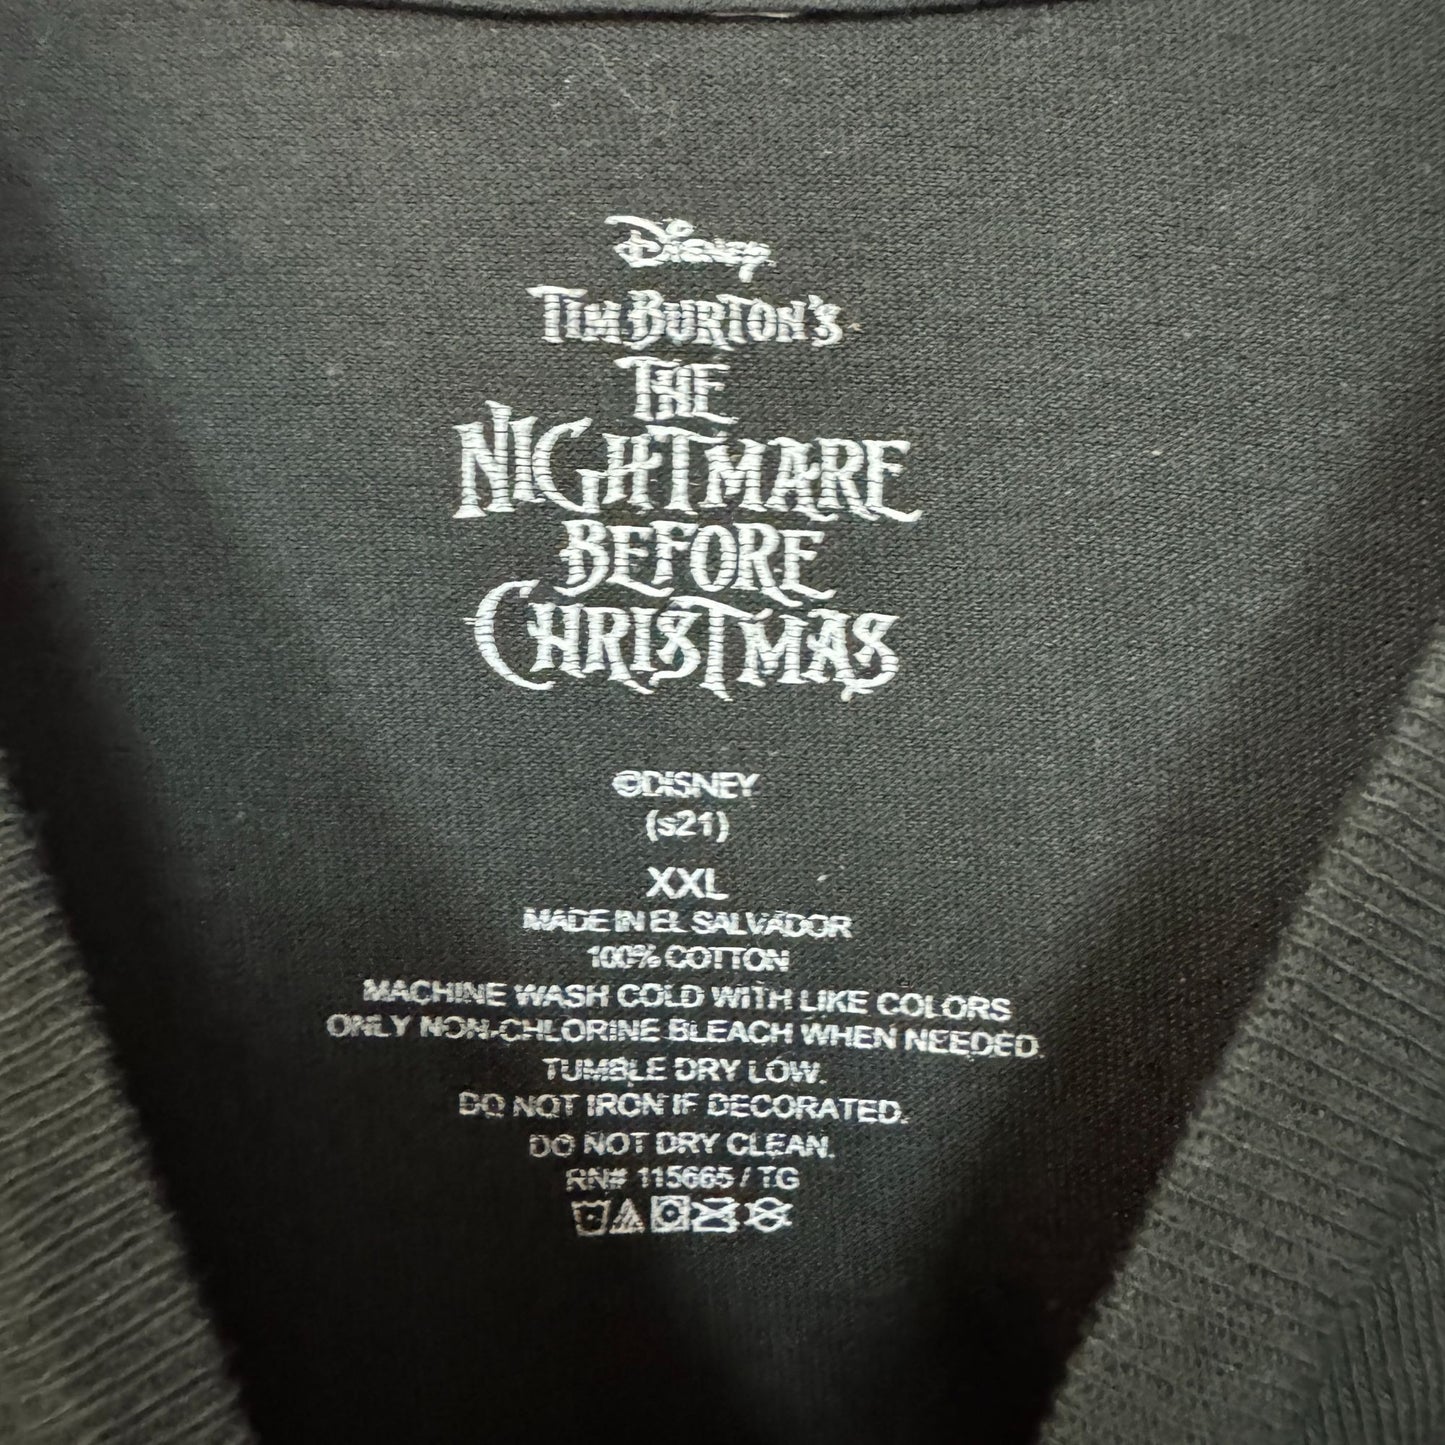 Disney
TIM BURTON'S
THE
NIGHTMARE
BEFORE
CHRISTMAS
©DISNEY
(s21)
XXL
MADE IN EL SALVADOR
100% COTTON
MACHINE WASH COLD WITH LIKE COLORS
ONLY NON-CHLORINE BLEACH WHEN NEEDED.
TUMBLE DRY LOW.
DO NOT IRON IF DECORATED.
DO NOT DRY CLEAN.
RN# 115665 / TG